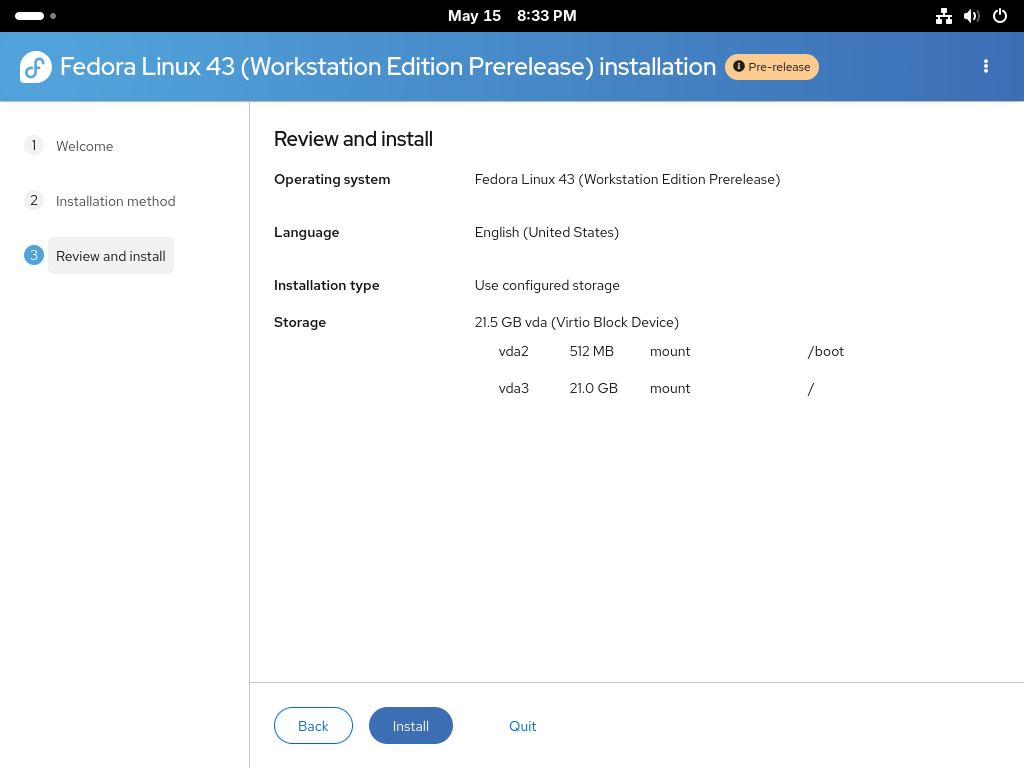 May 15 8:33 PM
Fedora Linux 43 (Workstation Edition Prerelease) installation Pre-release
1 Welcome
2 Installation method
3 Review and install
Review and install
Operating system Fedora Linux 43 (Workstation Edition Prerelease)
Language English (United States)
Installation type Use configured storage
Storage 21.5 GB vda (Virtio Block Device)
vda2 512 MB mount /boot
vda3 21.0 GB mount /
Back Install Quit